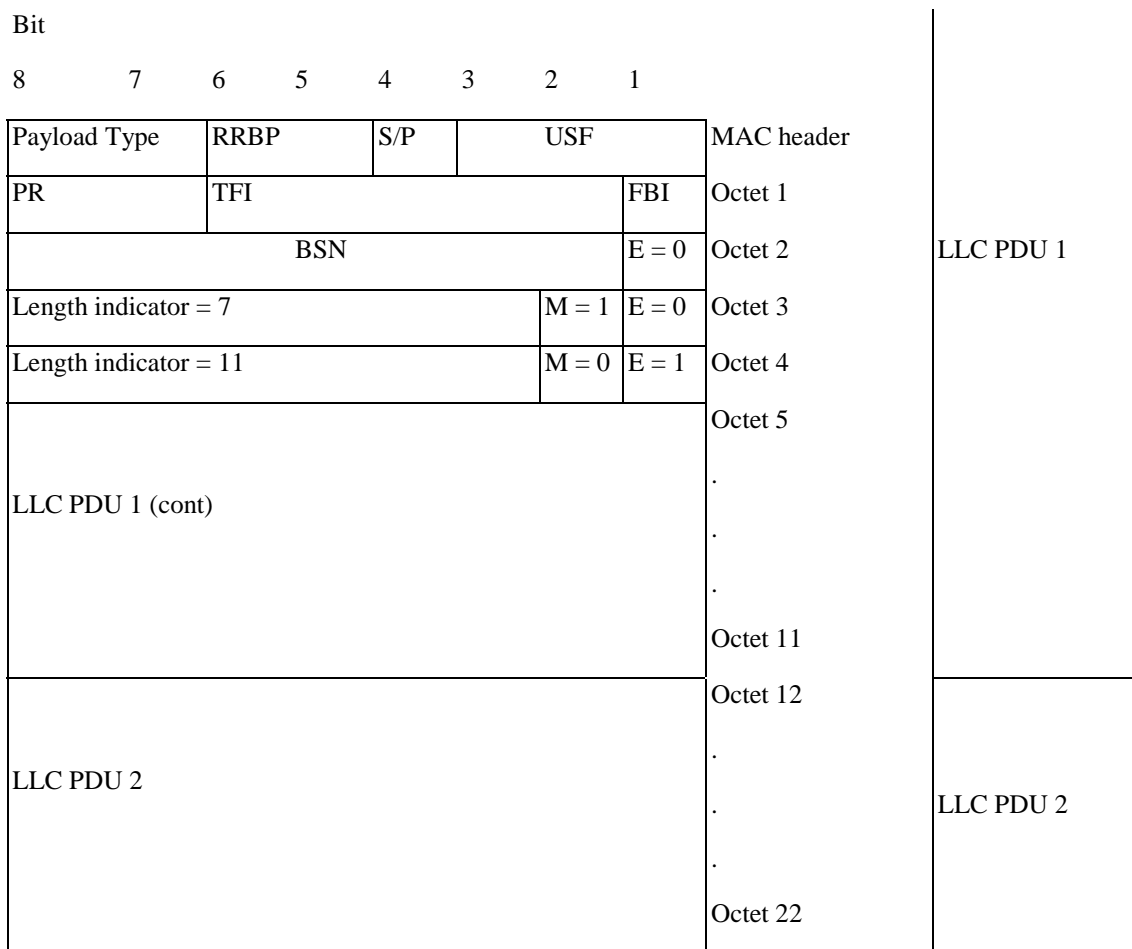 Bit
8 7 6 5 4 3 2 1
Payload Type RRBP S/P USF MAC header
PR TFI FBI Octet 1
BSN E = 0 Octet 2 LLC PDU 1
Length indicator = 7 M = 1 E = 0 Octet 3
Length indicator = 11 M = 0 E = 1 Octet 4
Octet 5
.
LLC PDU 1 (cont)
.
.
Octet 11
Octet 12
.
LLC PDU 2
. LLC PDU 2
.
Octet 22